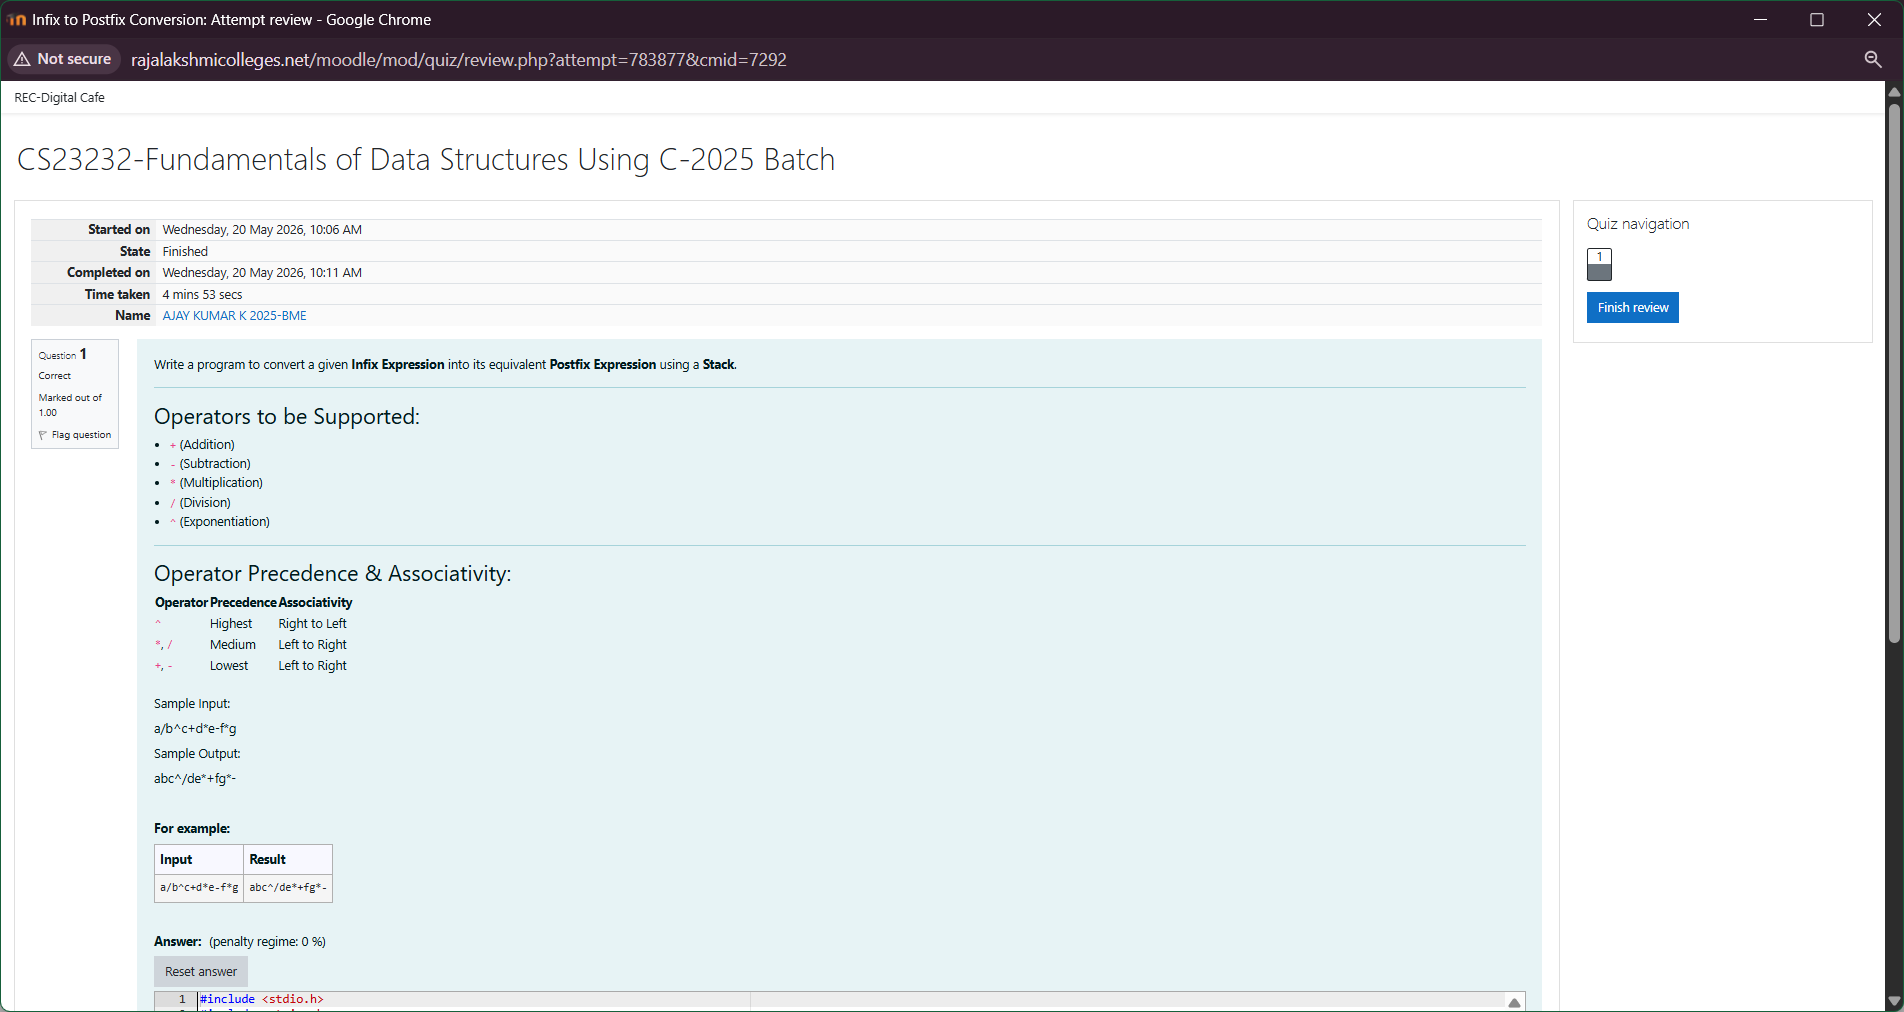 Infix to Postfix Conversion: Attempt review - Google Chrome
Not secure rajalakshmicolleges.net/moodle/mod/quiz/review.php?attempt=783877&cmid=7292
REC-Digital Cafe
CS23232-Fundamentals of Data Structures Using C-2025 Batch
Started on Wednesday, 20 May 2026, 10:06 AM
State Finished
Completed on Wednesday, 20 May 2026, 10:11 AM
Time taken 4 mins 53 secs
Name AJAY KUMAR K 2025-BME
Quiz navigation
1
Finish review
Question 1
Correct
Marked out of
1.00
Flag question
Write a program to convert a given Infix Expression into its equivalent Postfix Expression using a Stack.
Operators to be Supported:
• + (Addition)
• - (Subtraction)
• * (Multiplication)
• / (Division)
• ^ (Exponentiation)
Operator Precedence & Associativity:
Operator Precedence Associativity
^ Highest Right to Left
*, / Medium Left to Right
+, - Lowest Left to Right
Sample Input:
a/b^c+d*e-f*g
Sample Output:
abc^/de*+fg*-
For example:
Input Result
a/b^c+d*e-f*g abc^/de*+fg*-
Answer: (penalty regime: 0 %)
Reset answer
1 #include <stdio.h>